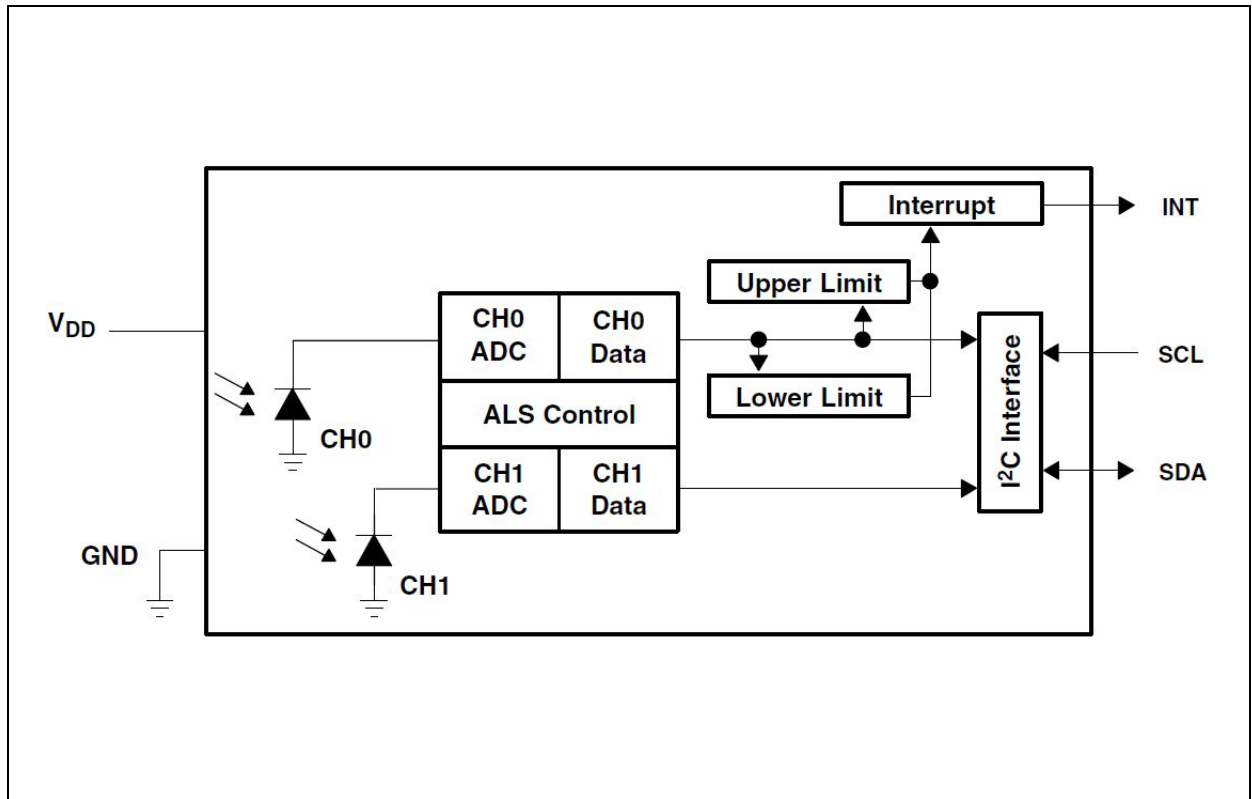 Interrupt
INT
Upper Limit
VDD
CH0
ADC
CH0
Data
ALS Control
Lower Limit
I2C Interface
SCL
CH0
CH1
ADC
CH1
Data
SDA
GND
CH1